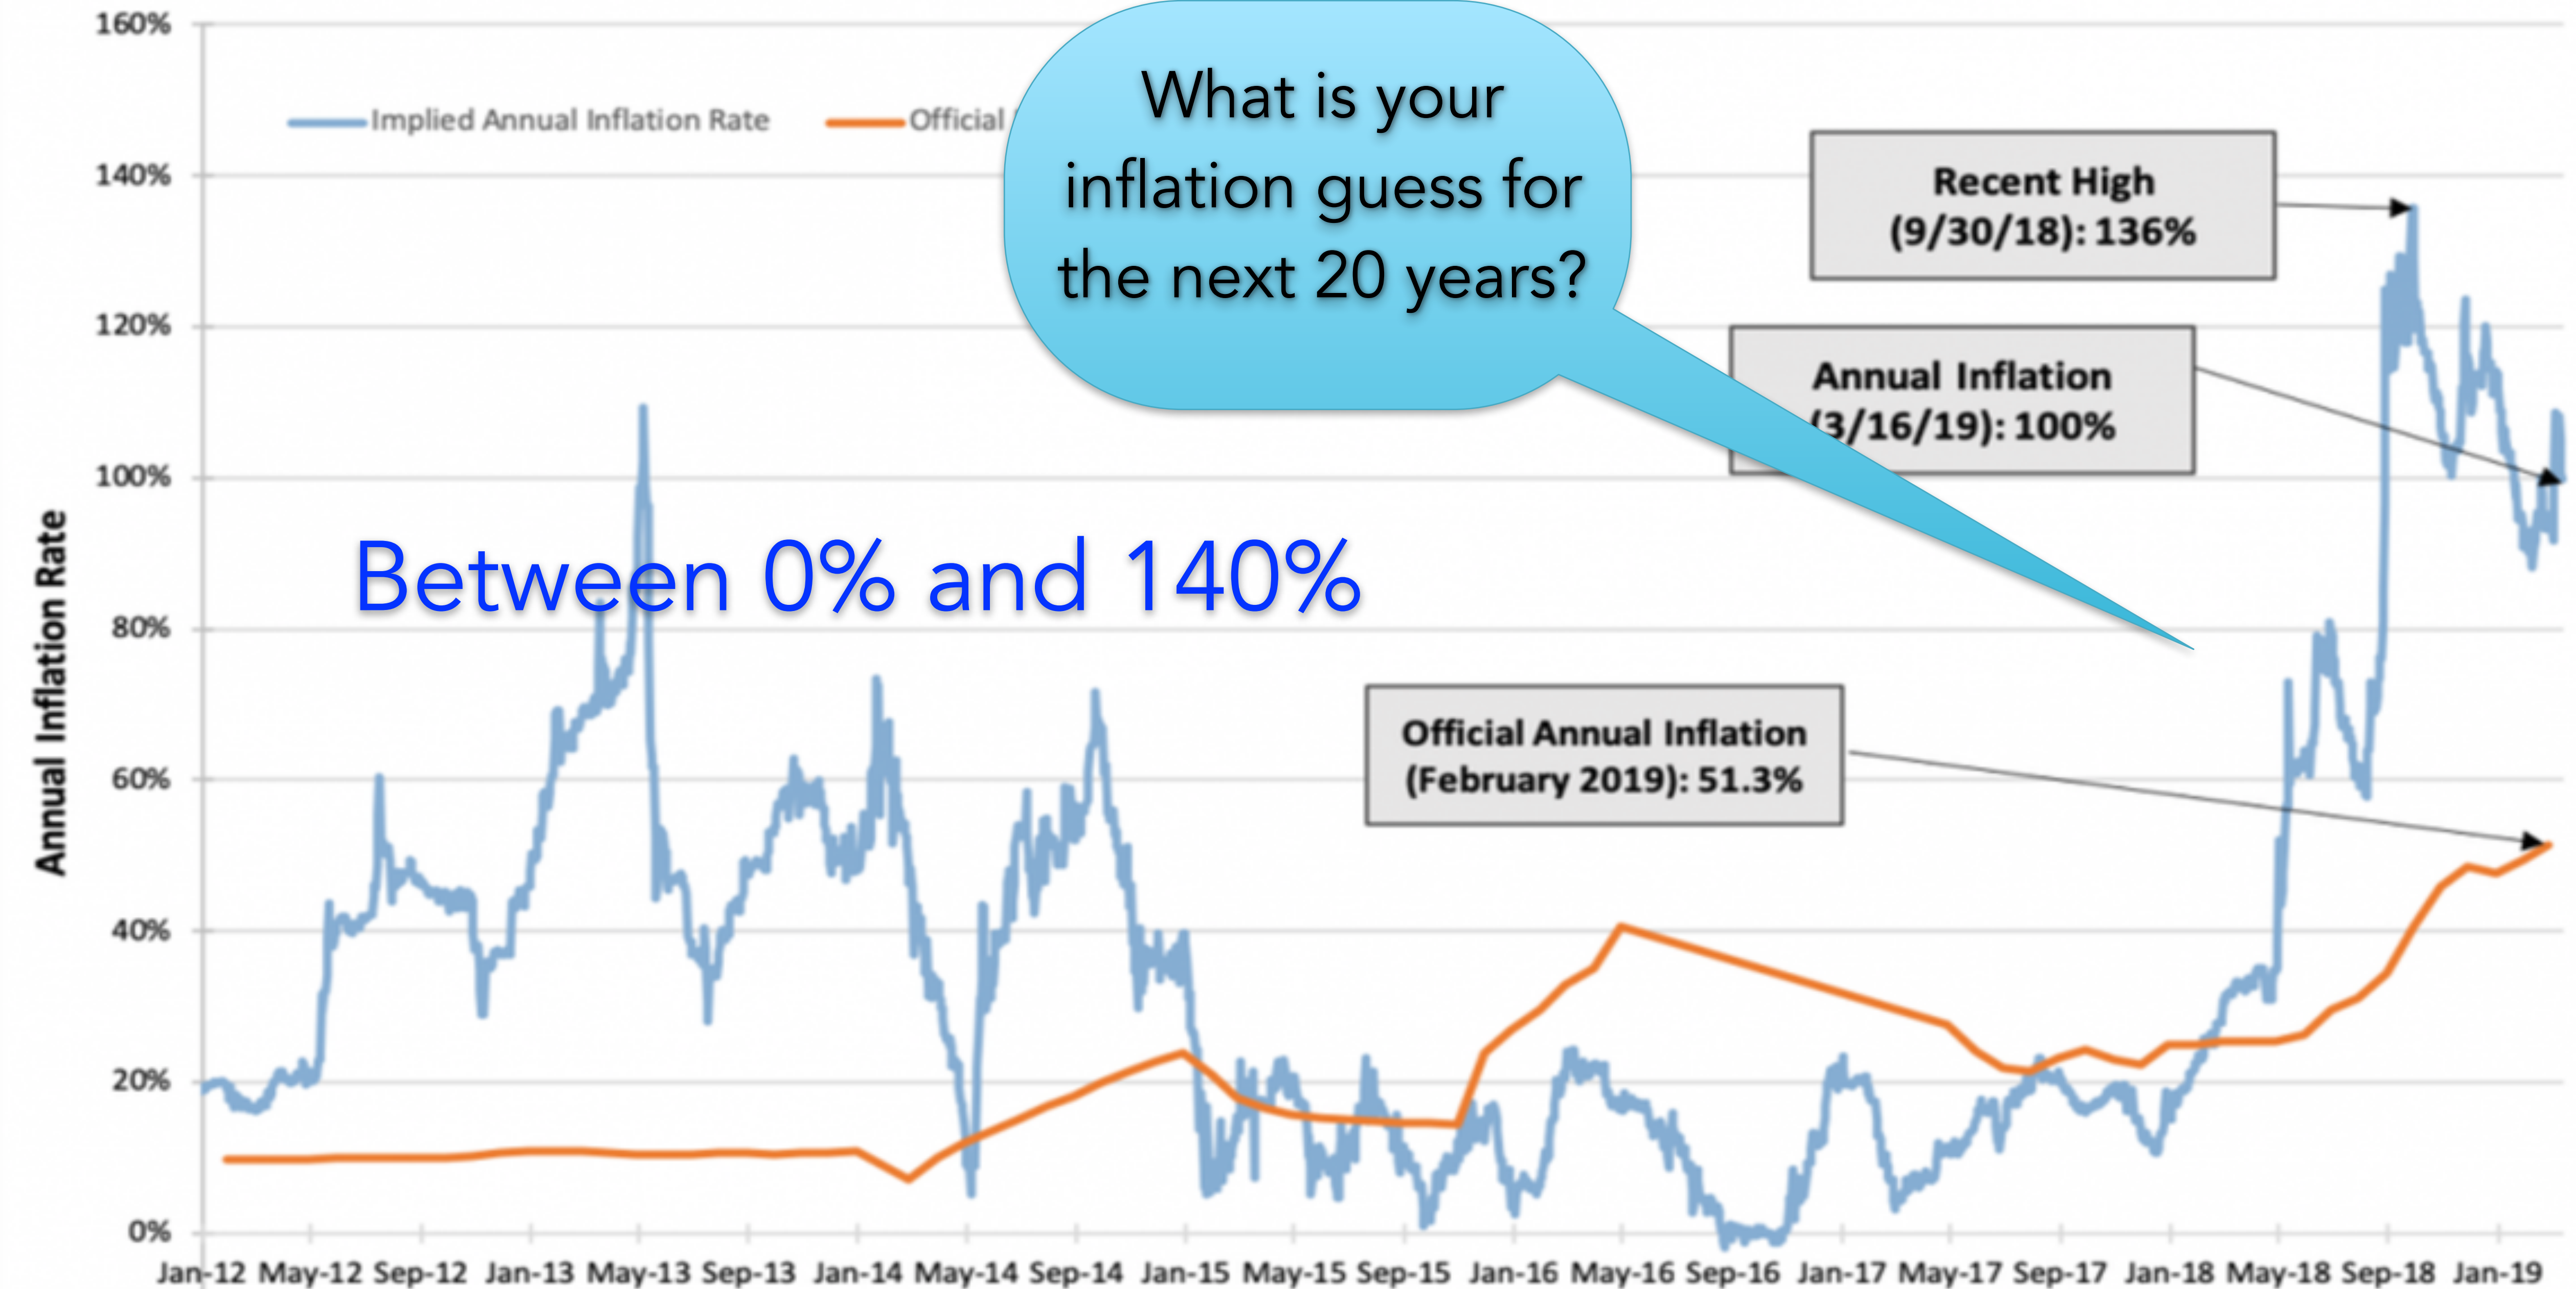 160%
Implied Annual Inflation Rate
Official
What is your
inflation guess for
the next 20 years?
140%
Recent High
(9/30/18): 136%
120%
Annual Inflation
(3/16/19): 100%
100%
Between 0% and 140%
Annual Inflation Rate
80%
Official Annual Inflation
(February 2019): 51.3%
60%
40%
20%
0%
Jan-12 May-12 Sep-12 Jan-13 May-13 Sep-13 Jan-14 May-14 Sep-14 Jan-15 May-15 Sep-15 Jan-16 May-16 Sep-16 Jan-17 May-17 Sep-17 Jan-18 May-18 Sep-18 Jan-19